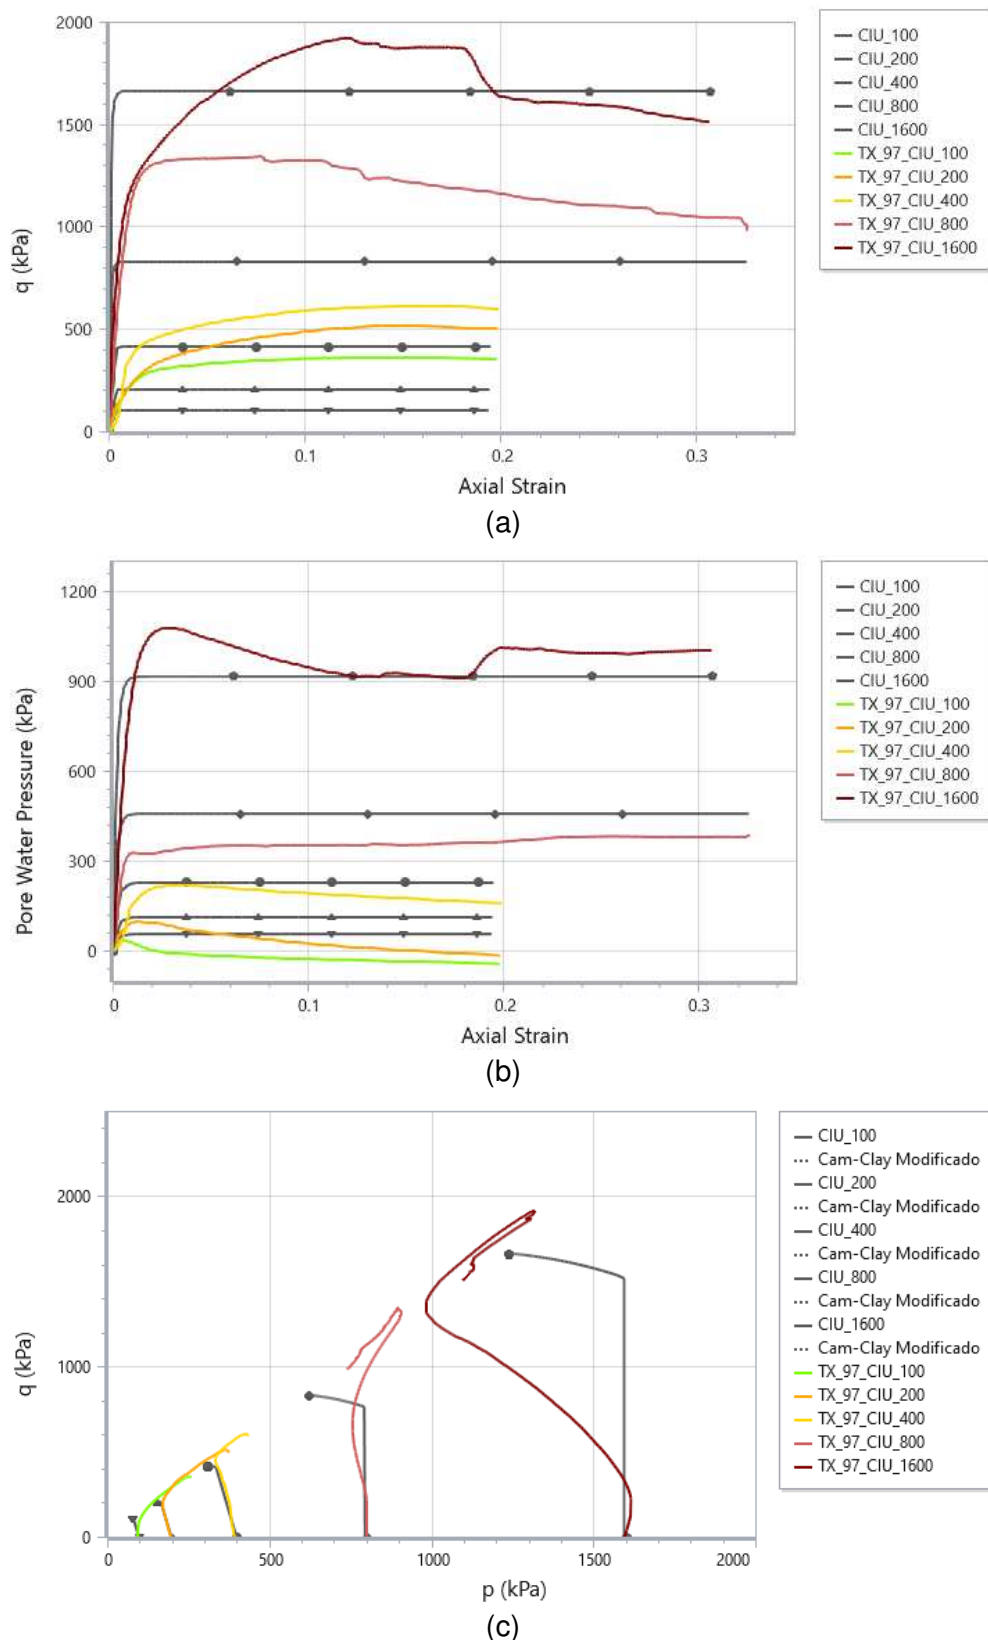 2000
1500
1000
500
0
q (kPa)
0
0.1
0.2
0.3
Axial Strain
CIU_100
CIU_200
CIU_400
CIU_800
CIU_1600
TX_97_CIU_100
TX_97_CIU_200
TX_97_CIU_400
TX_97_CIU_800
TX_97_CIU_1600
(a)
1200
900
600
300
0
Pore Water Pressure (kPa)
0
0.1
0.2
0.3
Axial Strain
CIU_100
CIU_200
CIU_400
CIU_800
CIU_1600
TX_97_CIU_100
TX_97_CIU_200
TX_97_CIU_400
TX_97_CIU_800
TX_97_CIU_1600
(b)
2000
1000
0
q (kPa)
0
500
1000
1500
2000
p (kPa)
CIU_100
Cam-Clay Modificado
CIU_200
Cam-Clay Modificado
CIU_400
Cam-Clay Modificado
CIU_800
Cam-Clay Modificado
CIU_1600
Cam-Clay Modificado
TX_97_CIU_100
TX_97_CIU_200
TX_97_CIU_400
TX_97_CIU_800
TX_97_CIU_1600
(c)